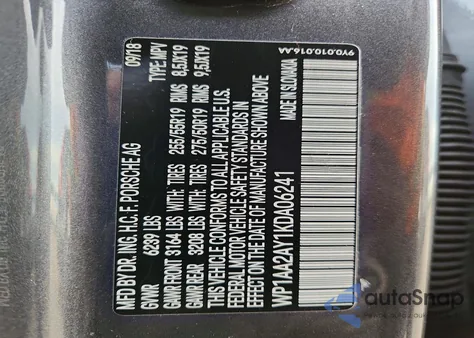 MFD BY DR. ING. H.C. F. PORSCHE AG 09/18
GVWR 6239 LBS TYPE: MPV
GAWR FRONT 3164 LBS WITH: TIRES 255/55R19 RIMS 8,5JX19
GAWR REAR 3208 LBS WITH: TIRES 275/50R19 RIMS 9,5JX19
THIS VEHICLE CONFORMS TO ALL APPLICABLE U.S.
FEDERAL MOTOR VEHICLE SAFETY STANDARDS IN
EFFECT ON THE DATE OF MANUFACTURE SHOWN ABOVE.
WP1AA2AY1KDA06241 MADE IN SLOVAKIA
9Y0.010.016.AA
autoSnap